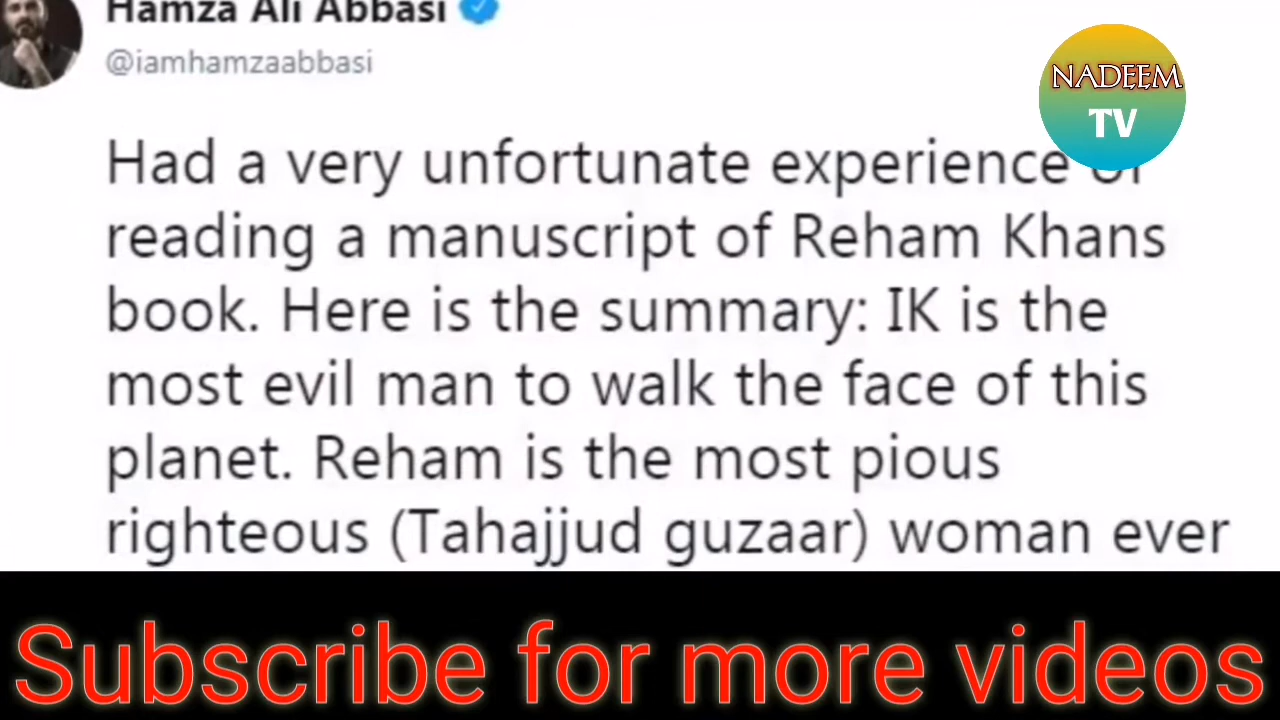 Hamza Ali Abbasi
@iamhamzaabbasi
NADEEM
TV
Had a very unfortunate experience of
reading a manuscript of Reham Khans
book. Here is the summary: IK is the
most evil man to walk the face of this
planet. Reham is the most pious
righteous (Tahajjud guzaar) woman ever
Subscribe for more videos